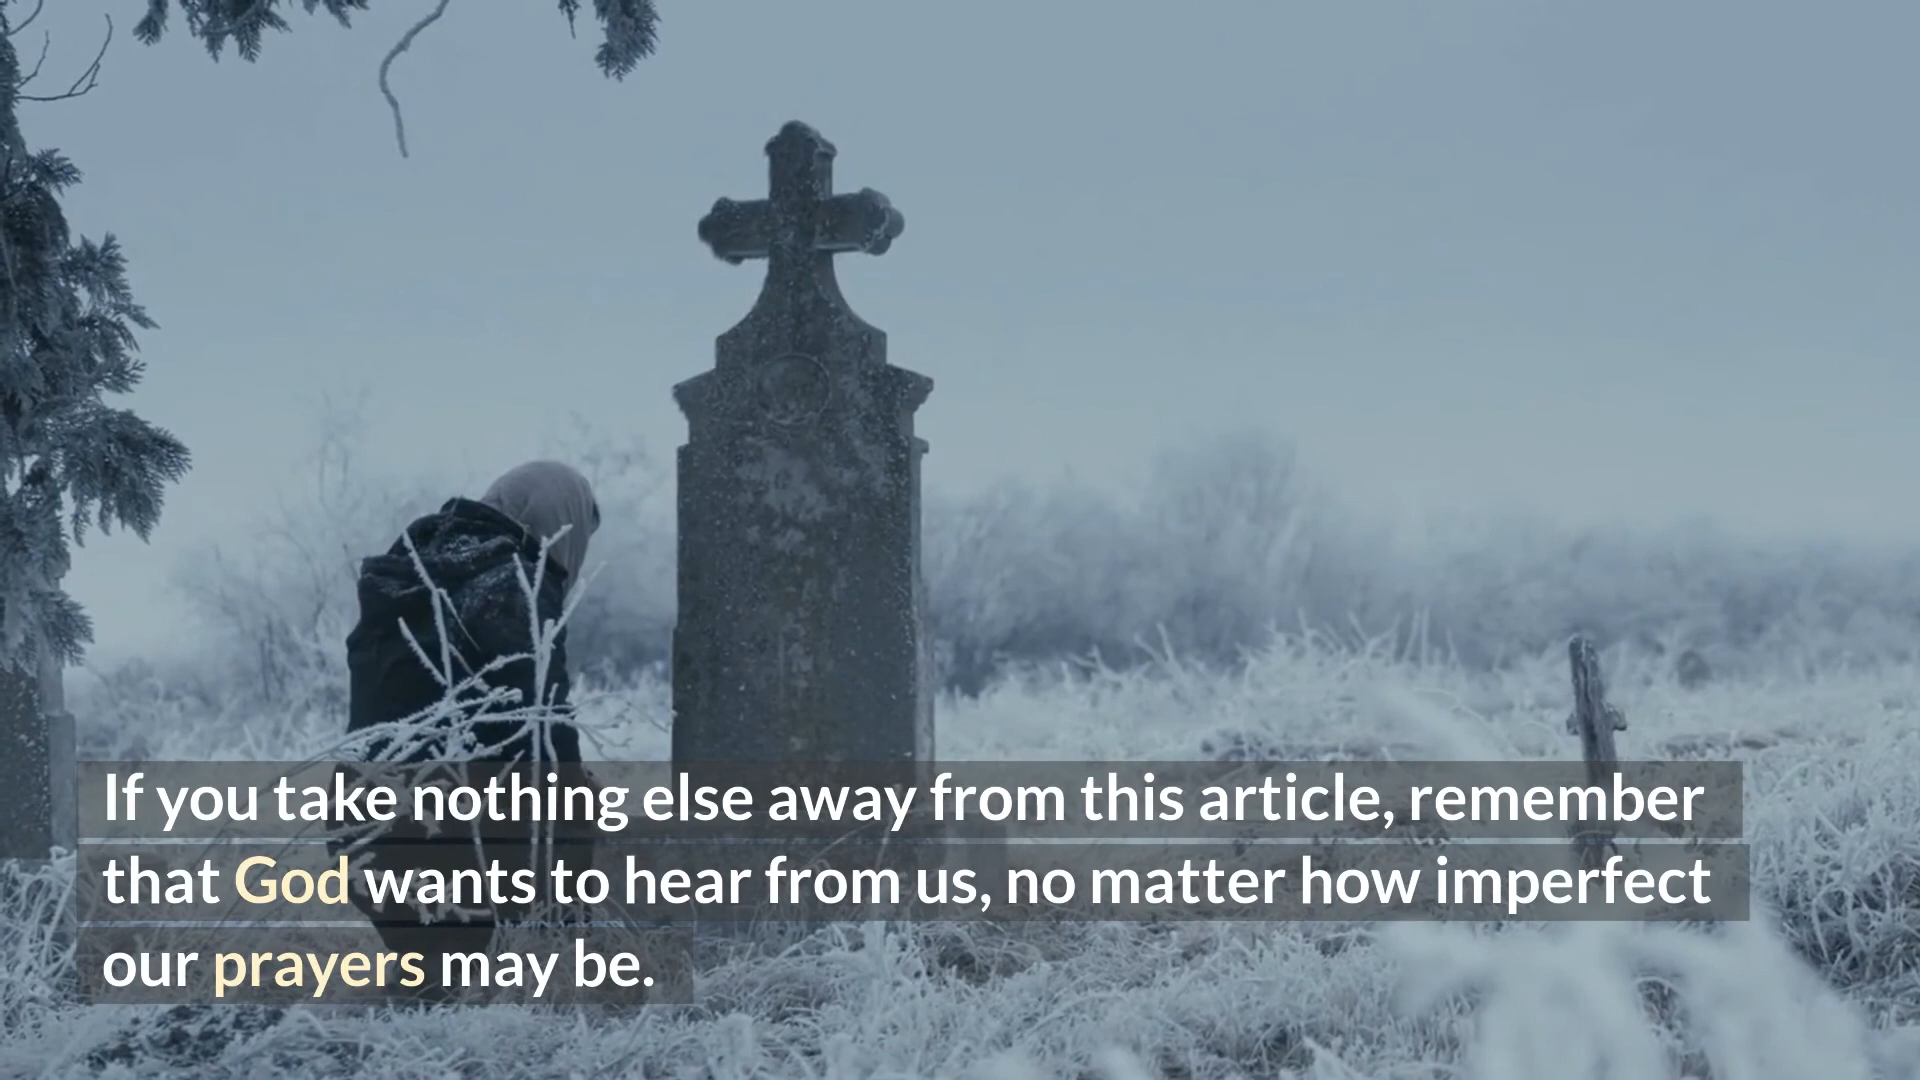 If you take nothing else away from this article, remember
that God wants to hear from us, no matter how imperfect
our prayers may be.